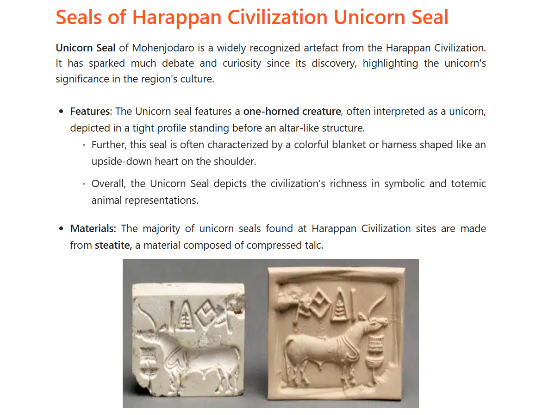 Seals of Harappan Civilization Unicorn Seal
Unicorn Seal of Mohenjodaro is a widely recognized artefact from the Harappan Civilization.
It has sparked much debate and curiosity since its discovery, highlighting the unicorn's
significance in the region's culture.
• Features: The Unicorn seal features a one-horned creature, often interpreted as a unicorn,
depicted in a tight profile standing before an altar-like structure.
◦ Further, this seal is often characterized by a colorful blanket or harness shaped like an
upside-down heart on the shoulder.
◦ Overall, the Unicorn Seal depicts the civilization's richness in symbolic and totemic
animal representations.
• Materials: The majority of unicorn seals found at Harappan Civilization sites are made
from steatite, a material composed of compressed talc.